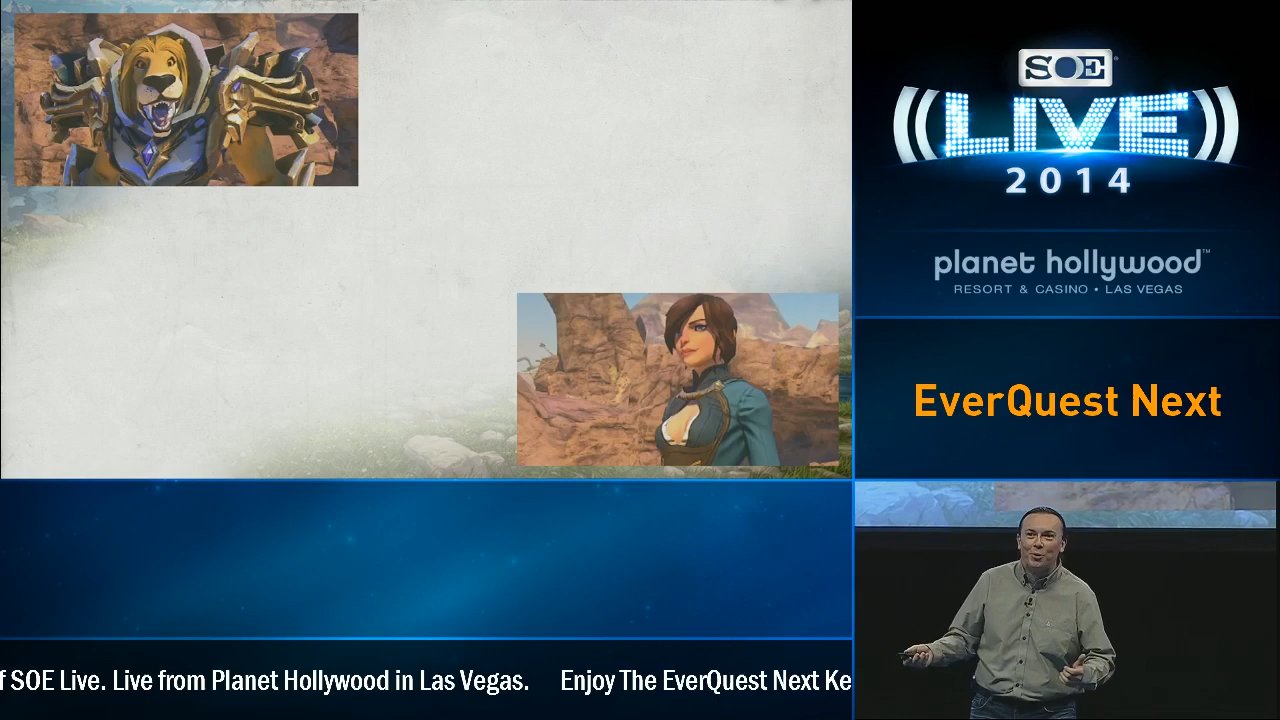 SOE
LIVE
2014
planet hollywood™
RESORT & CASINO • LAS VEGAS
EverQuest Next
f SOE Live. Live from Planet Hollywood in Las Vegas. Enjoy The EverQuest Next Ke